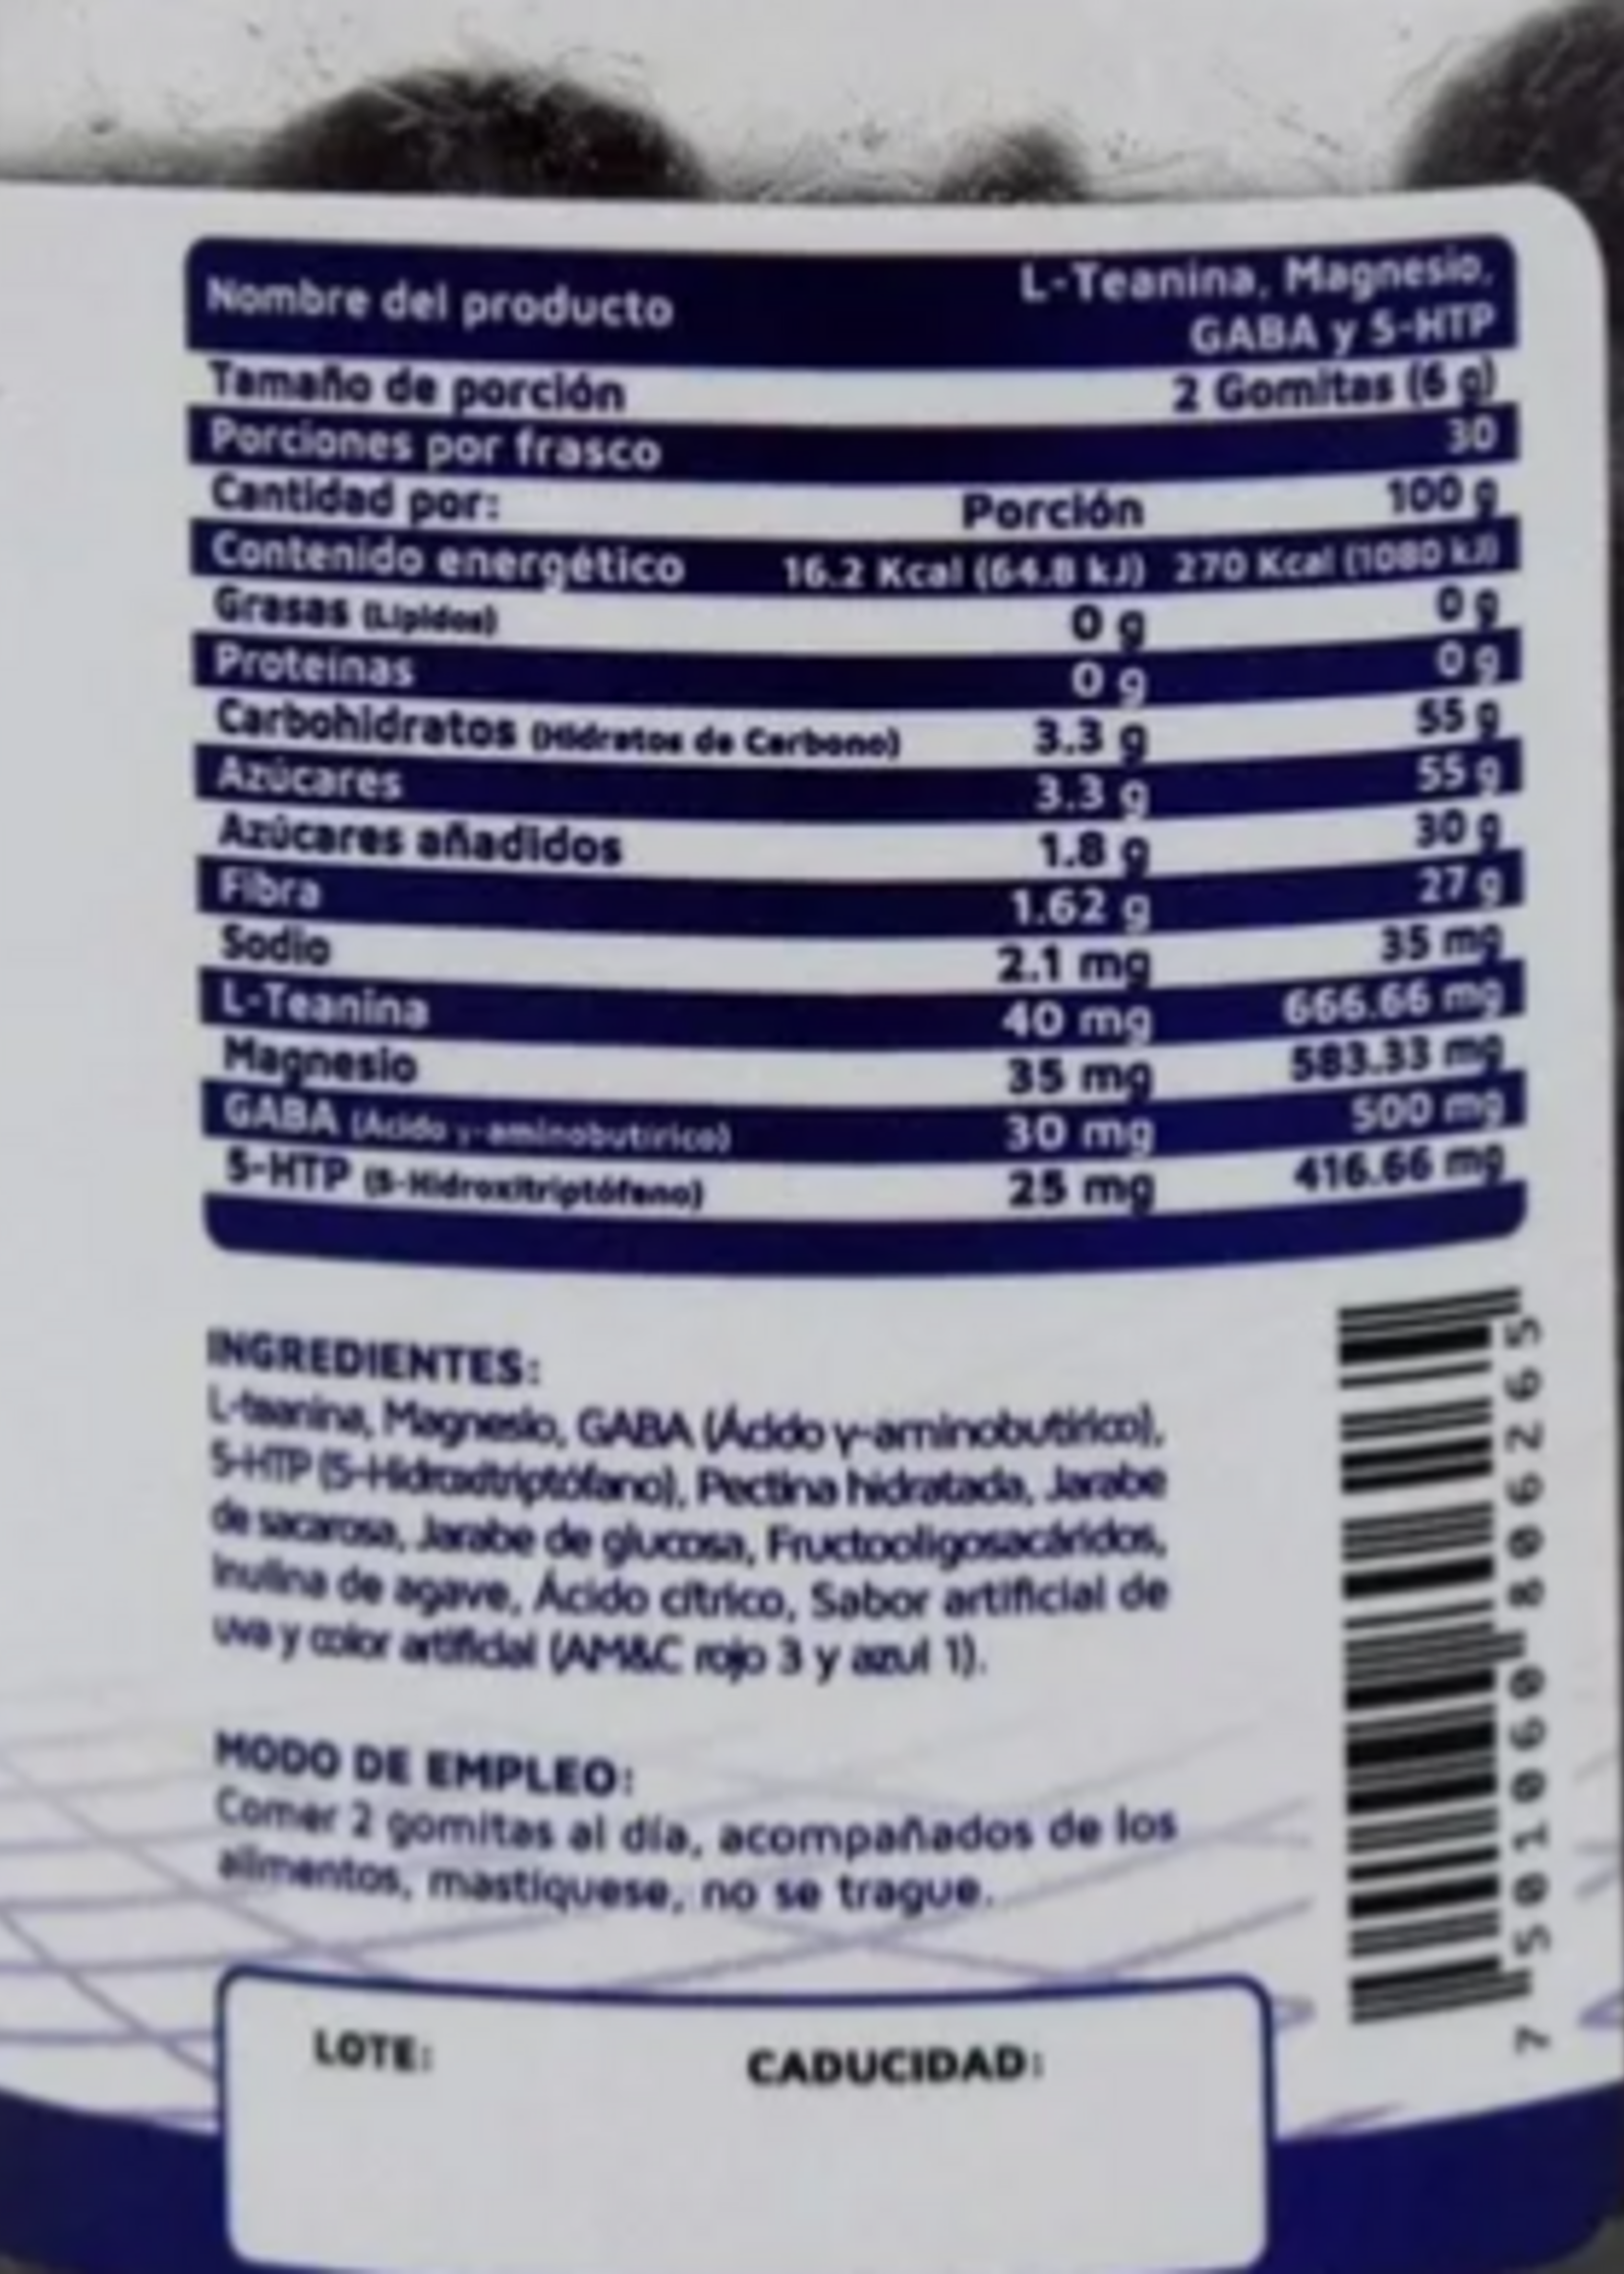 Nombre del producto L-Teanina, Magnesio, GABA y 5-HTP
Tamaño de porción 2 Gomitas (6 g)
Porciones por frasco 30
Cantidad por: Porción 100 g
Contenido energético 16.2 Kcal (64.8 kJ) 270 Kcal (1080 kJ)
Grasas (Lípidos) 0 g 0 g
Proteínas 0 g 0 g
Carbohidratos (Hidratos de Carbono) 3.3 g 55 g
Azúcares 3.3 g 55 g
Azúcares añadidos 1.8 g 30 g
Fibra 1.62 g 27 g
Sodio 2.1 mg 35 mg
L-Teanina 40 mg 666.66 mg
Magnesio 35 mg 583.33 mg
GABA (Ácido γ-aminobutírico) 30 mg 500 mg
5-HTP (5-Hidroxitriptófano) 25 mg 416.66 mg
INGREDIENTES:
L-teanina, Magnesio, GABA (Ácido γ-aminobutírico),
5-HTP (5-Hidroxitriptófano), Pectina hidratada, Jarabe
de sacarosa, Jarabe de glucosa, Fructooligosacáridos,
Inulina de agave, Ácido cítrico, Sabor artificial de
uva y color artificial (AM&C rojo 3 y azul 1).
MODO DE EMPLEO:
Comer 2 gomitas al día, acompañados de los
alimentos, mastiquese, no se trague.
LOTE: CADUCIDAD:
7 501060 806265